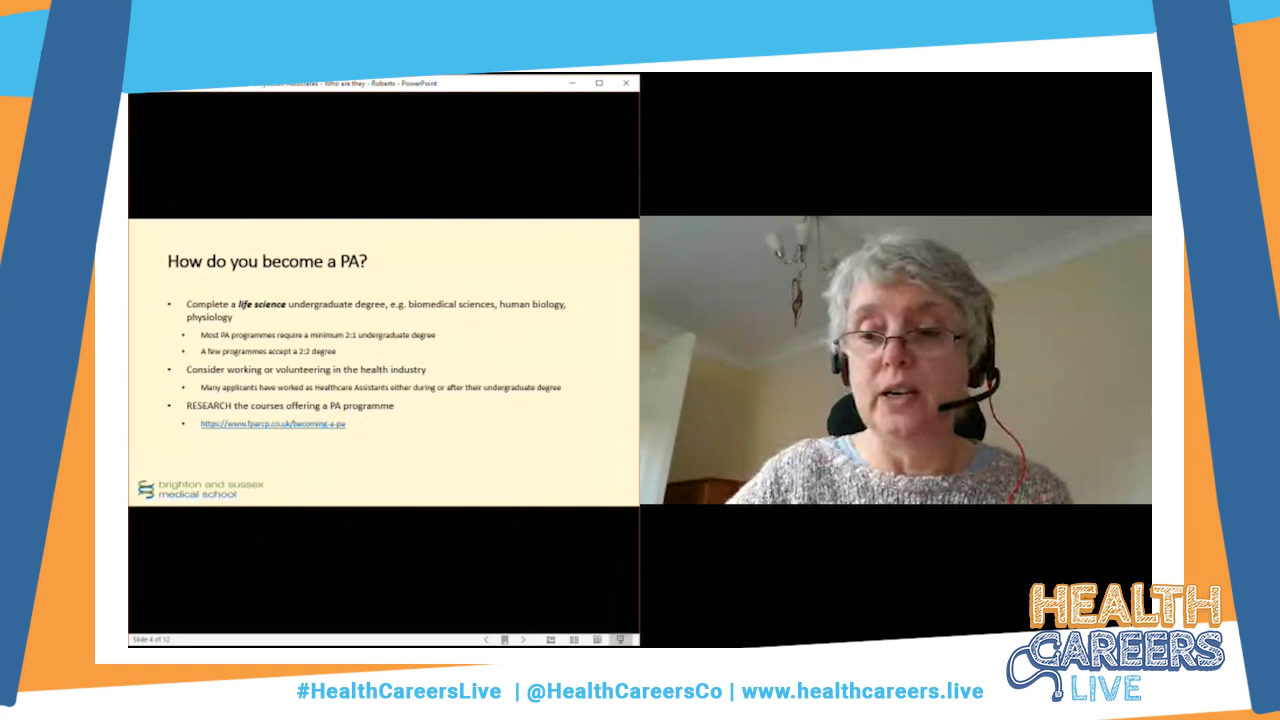 Associates - Who are they - Roberts - PowerPoint
How do you become a PA?
• Complete a life science undergraduate degree, e.g. biomedical sciences, human biology,
physiology
• Most PA programmes require a minimum 2:1 undergraduate degree
• A few programmes accept a 2:2 degree
• Consider working or volunteering in the health industry
• Many applicants have worked as Healthcare Assistants either during or after their undergraduate degree
• RESEARCH the courses offering a PA programme
• https://www.fparcp.co.uk/becoming-a-pa
brighton and sussex
medical school
Slide 4 of 12
HEALTH
CAREERS
LIVE
#HealthCareersLive | @HealthCareersCo | www.healthcareers.live